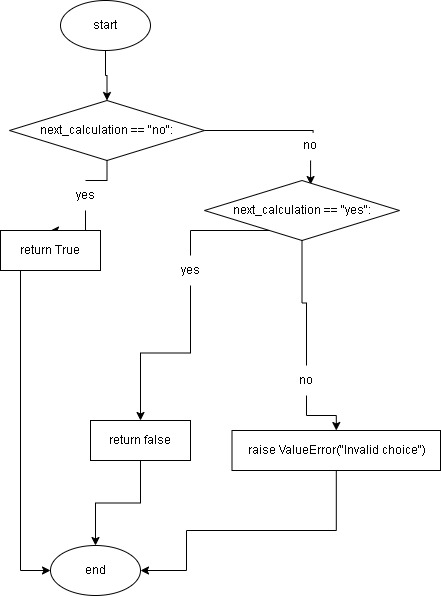 start
next_calculation == "no":
no
yes
next_calculation == "yes":
return True
yes
no
return false
raise ValueError("Invalid choice")
end